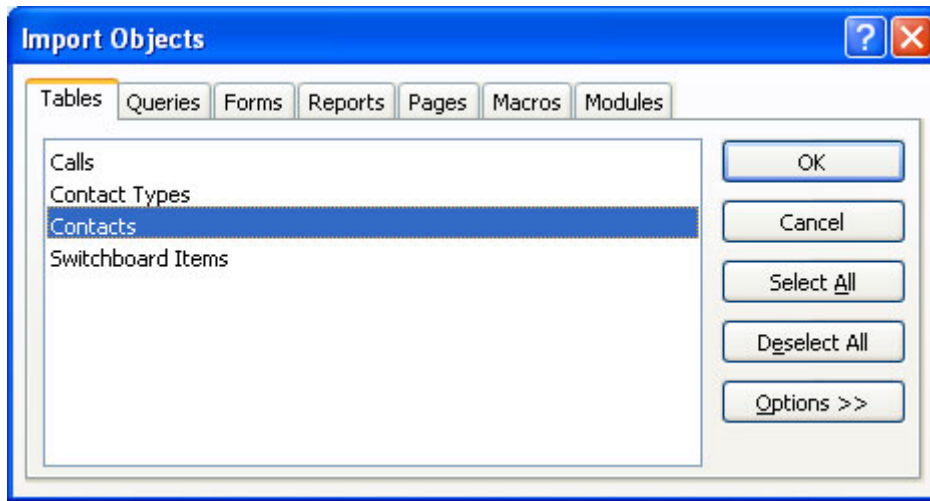 Import Objects
Tables Queries Forms Reports Pages Macros Modules
Calls
Contact Types
Contacts
Switchboard Items
OK
Cancel
Select All
Deselect All
Options >>